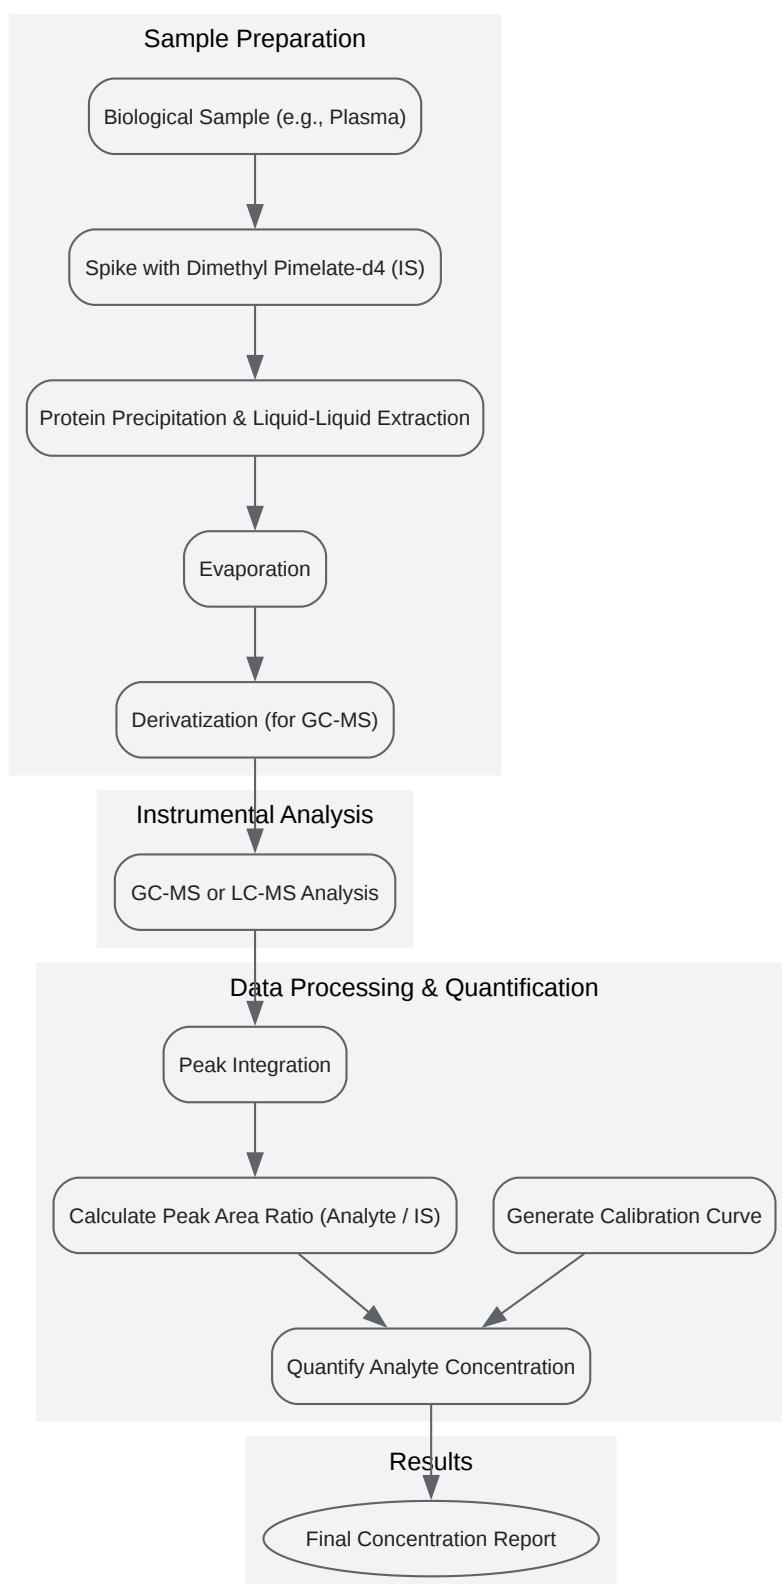 Sample Preparation
Biological Sample (e.g., Plasma)
Spike with Dimethyl Pimelate-d4 (IS)
Protein Precipitation & Liquid-Liquid Extraction
Evaporation
Derivatization (for GC-MS)
Instrumental Analysis
GC-MS or LC-MS Analysis
Data Processing & Quantification
Peak Integration
Calculate Peak Area Ratio (Analyte / IS)
Generate Calibration Curve
Quantify Analyte Concentration
Results
Final Concentration Report